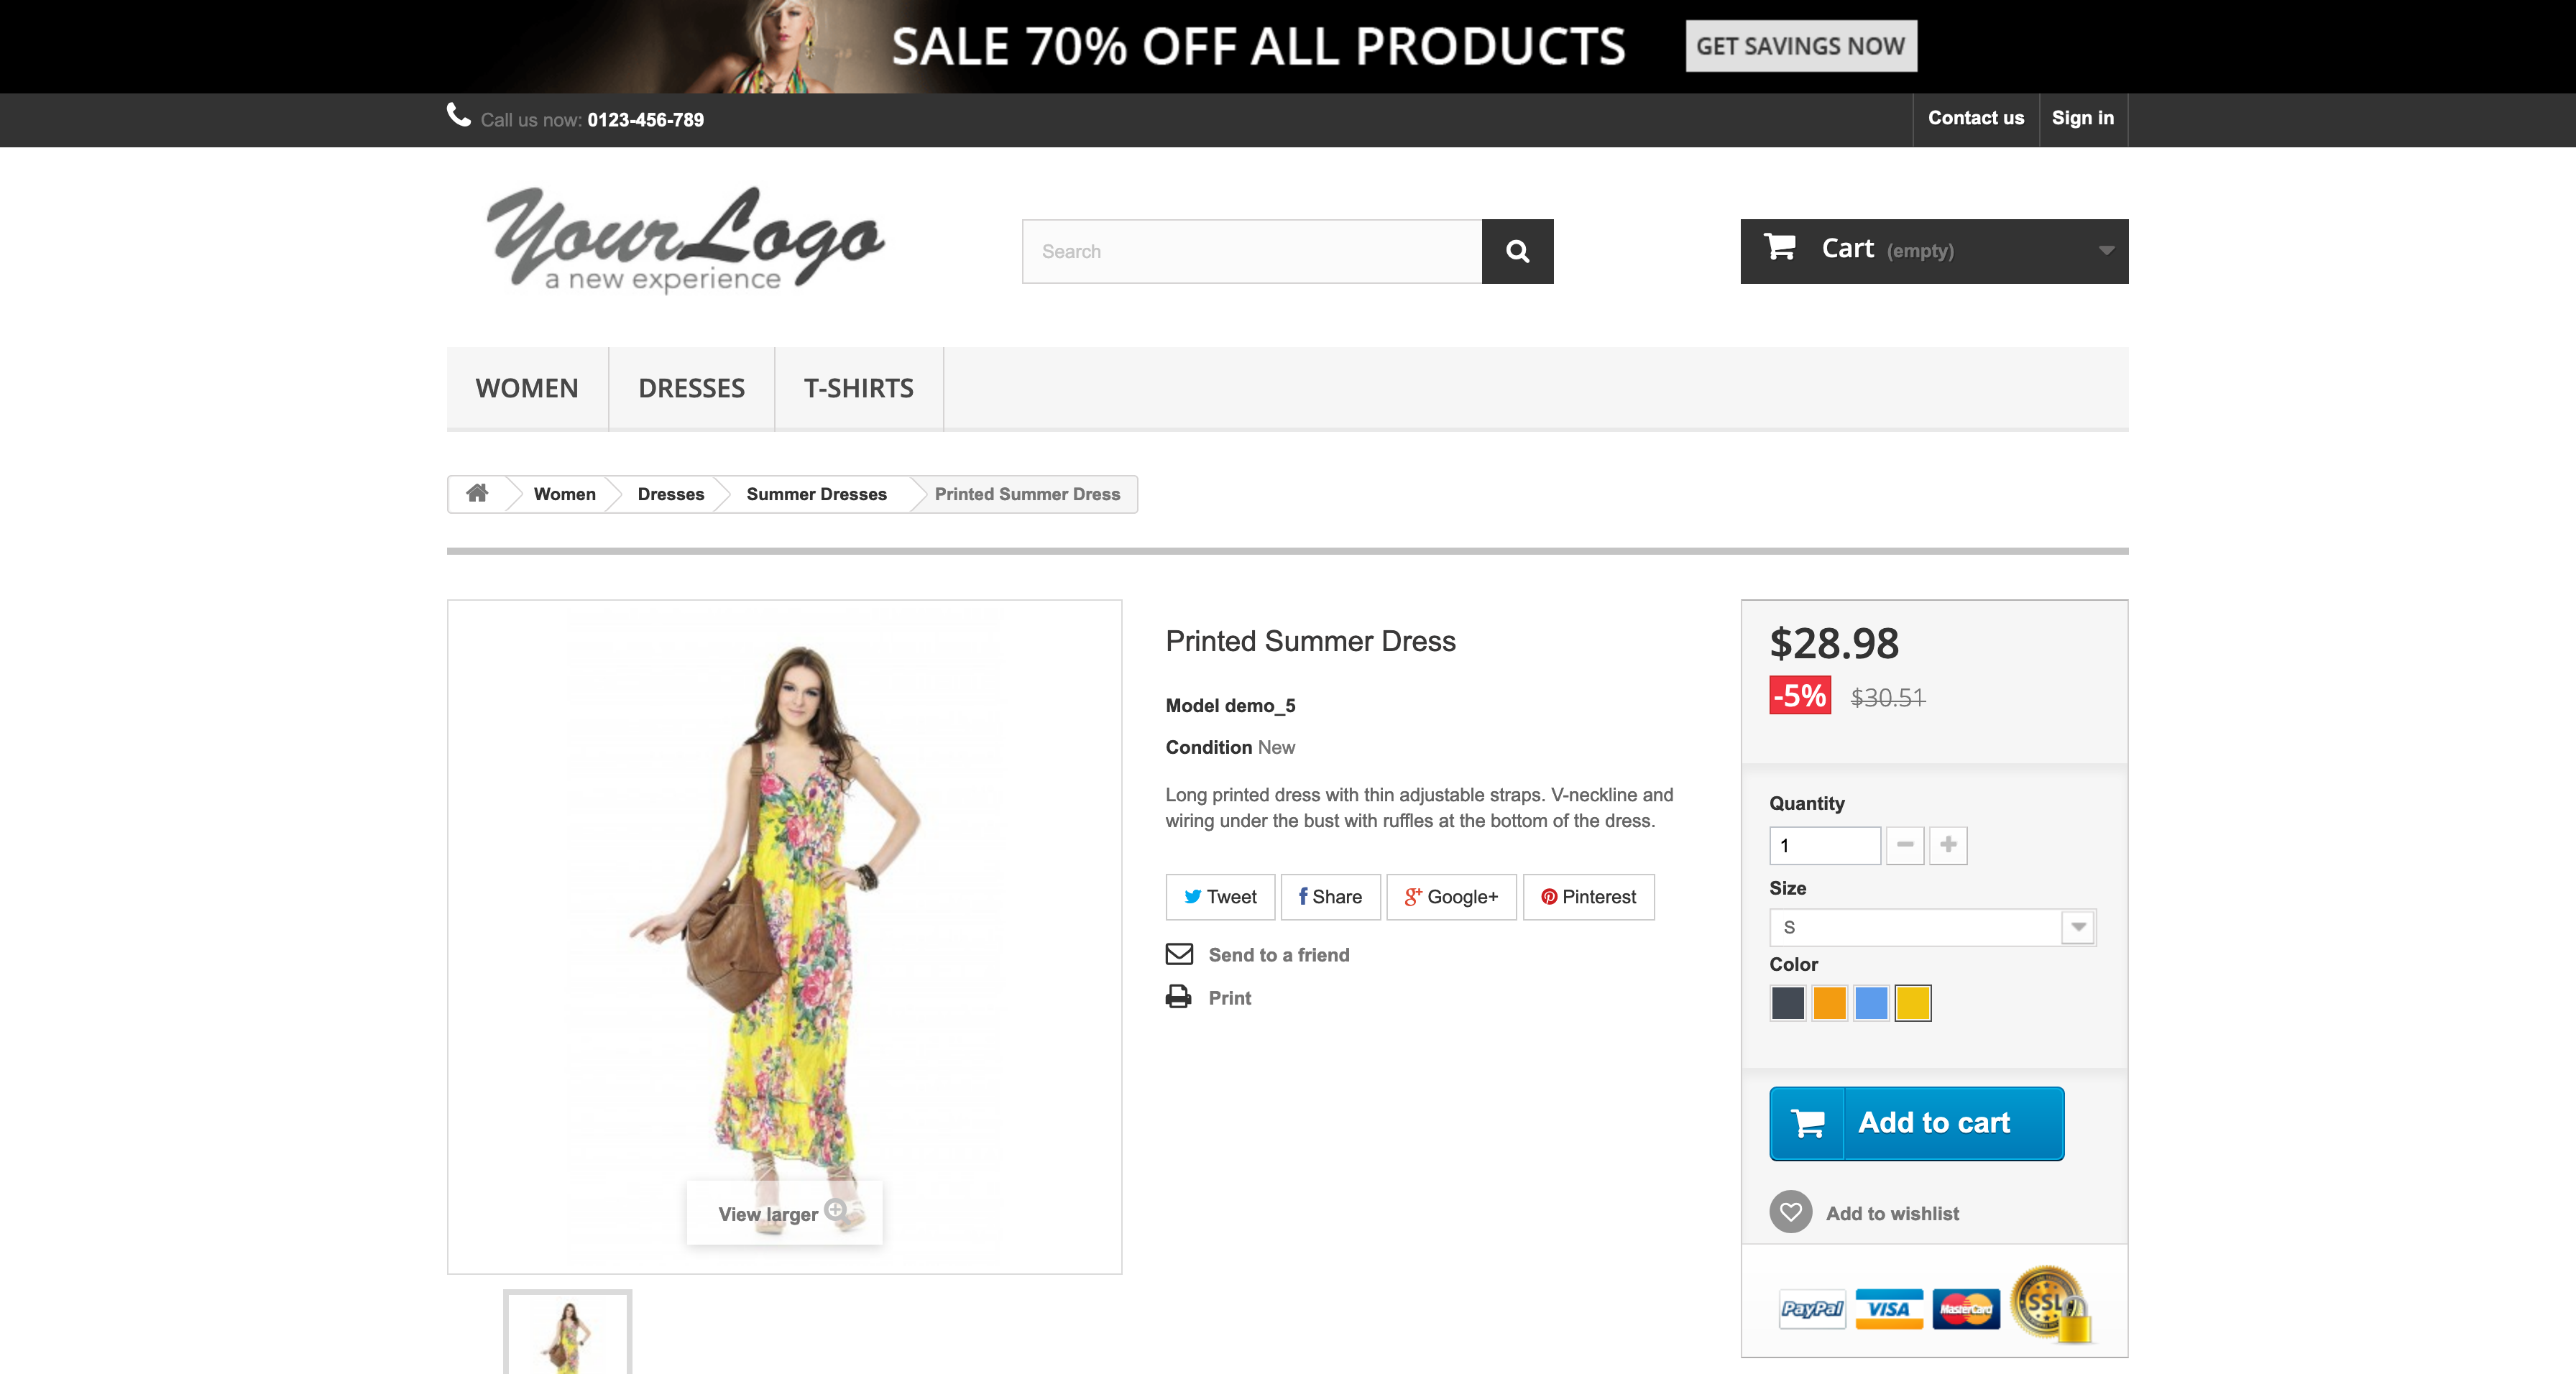 SALE 70% OFF ALL PRODUCTS
GET SAVINGS NOW
Call us now: 0123-456-789
Contact us
Sign in
Your Logo
a new experience
Search
Cart (empty)
WOMEN
DRESSES
T-SHIRTS
Women
Dresses
Summer Dresses
Printed Summer Dress
View larger
Printed Summer Dress
Model demo_5
Condition New
Long printed dress with thin adjustable straps. V-neckline and
wiring under the bust with ruffles at the bottom of the dress.
Tweet
Share
Google+
Pinterest
Send to a friend
Print
$28.98
-5% $30.51
Quantity
1
Size
S
Color
Add to cart
Add to wishlist
PayPal
VISA
MasterCard
SSL